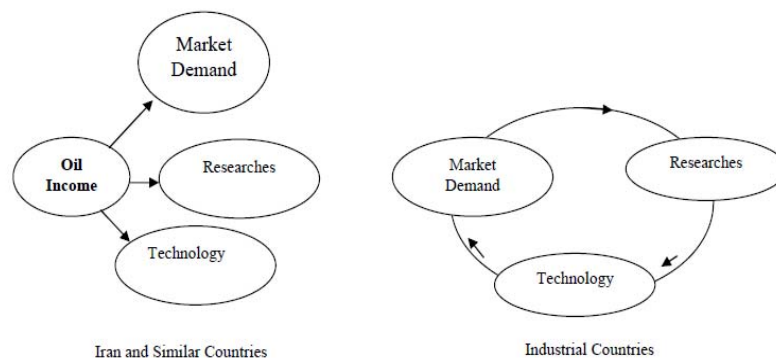 Market
Demand
Oil
Income
Researches
Technology
Iran and Similar Countries
Market
Demand
Researches
Technology
Industrial Countries